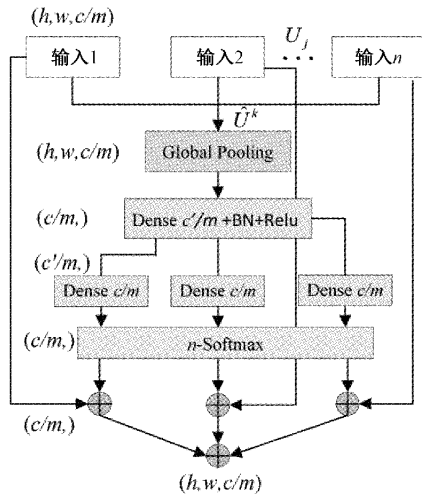 (h,w,c/m)
输入1
输入2
U_j
···
输入n
Û^k
(h,w,c/m)
Global Pooling
(c/m,)
Dense c'/m +BN+Relu
(c'/m,)
Dense c/m
Dense c/m
Dense c/m
(c/m,)
n-Softmax
(c/m,)
(h,w,c/m)